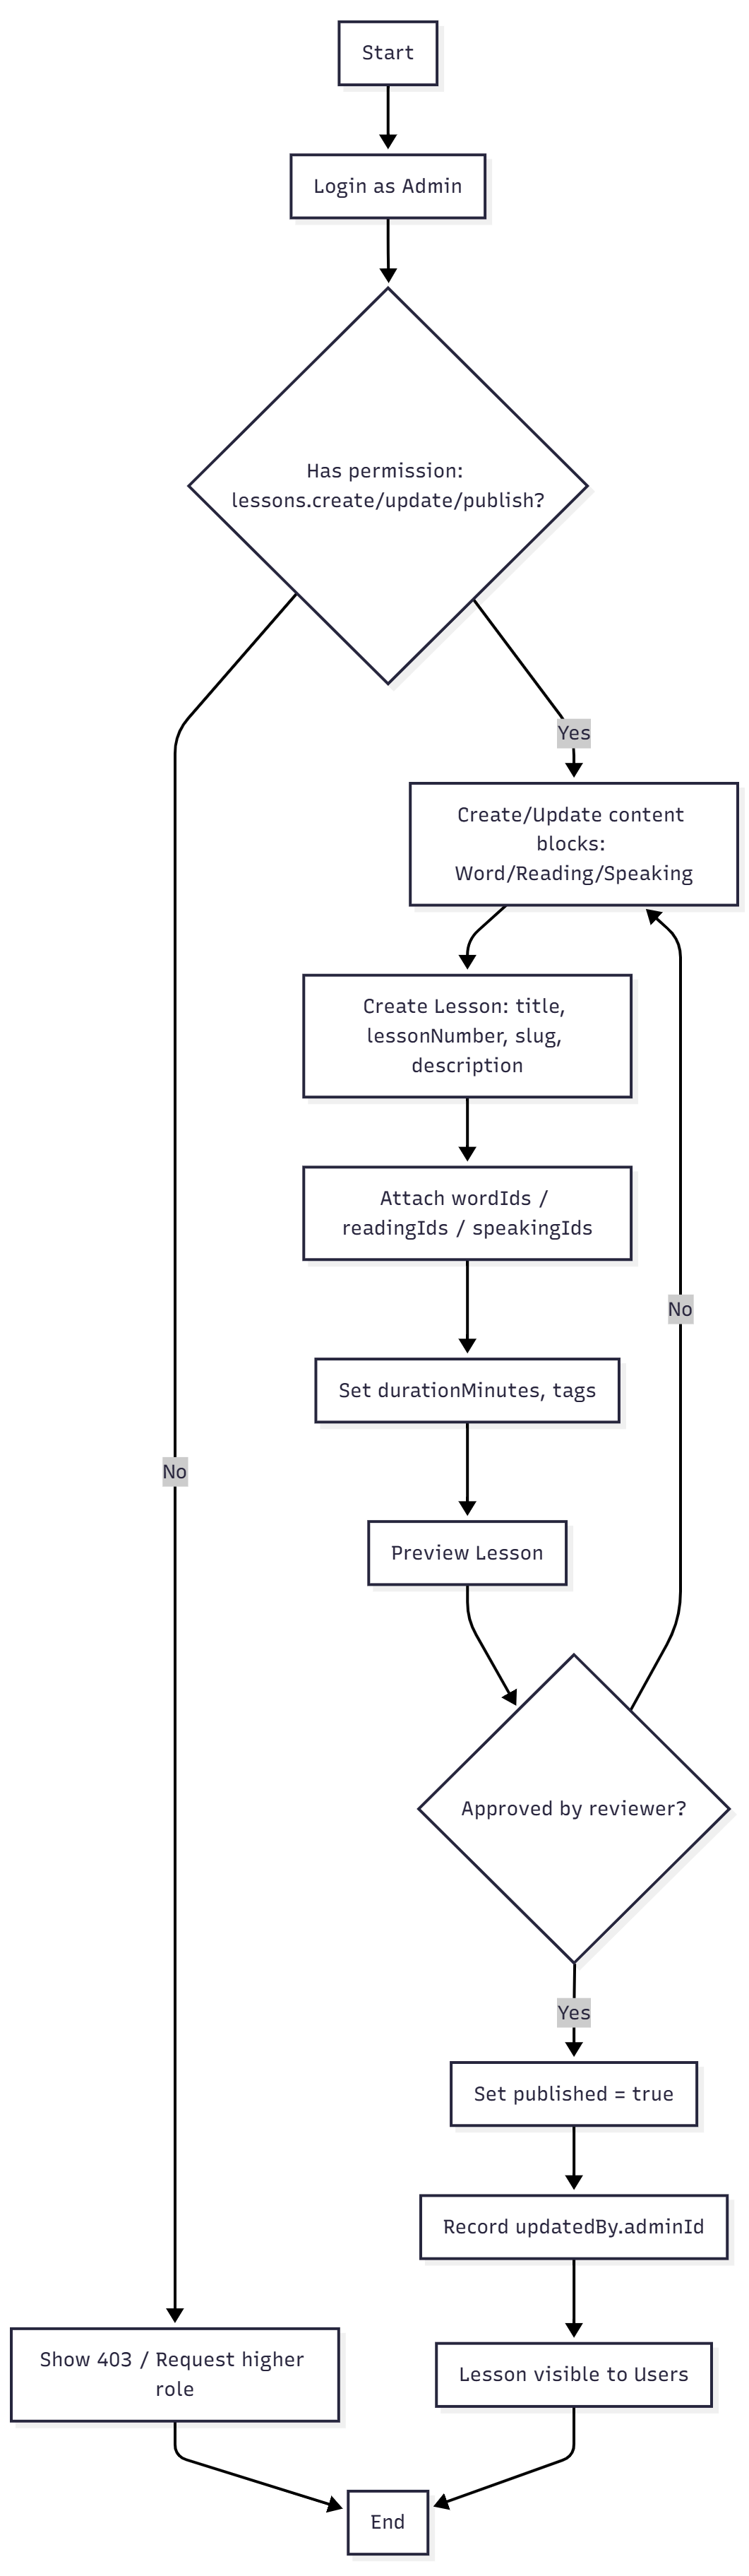 Start
Login as Admin
Has permission:
lessons.create/update/publish?
Yes
Create/Update content
blocks:
Word/Reading/Speaking
Create Lesson: title,
lessonNumber, slug,
description
Attach wordIds /
readingIds / speakingIds
No
Set durationMinutes, tags
No
Preview Lesson
Approved by reviewer?
Yes
Set published = true
Record updatedBy.adminId
Show 403 / Request higher
role
Lesson visible to Users
End